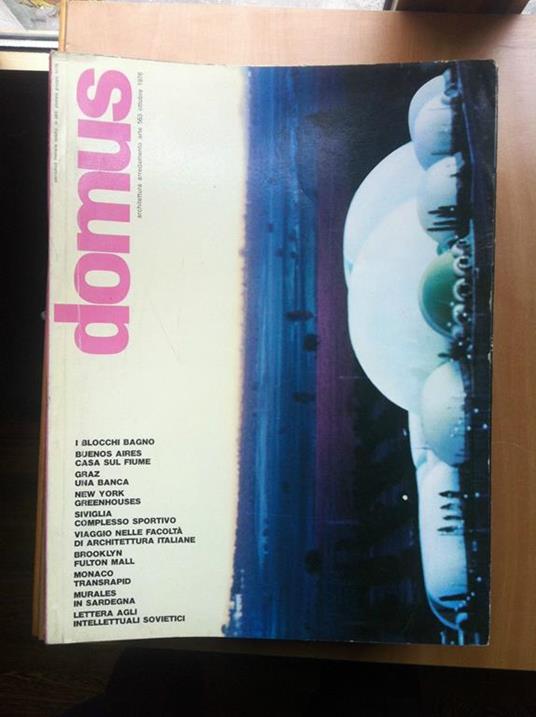 domus
architettura arredamento arte 563 ottobre 1976
I BLOCCHI BAGNO
BUENOS AIRES
CASA SUL FIUME
GRAZ
UNA BANCA
NEW YORK
GREENHOUSES
SIVIGLIA
COMPLESSO SPORTIVO
VIAGGIO NELLE FACOLTÀ
DI ARCHITETTURA ITALIANE
BROOKLYN
FULTON MALL
MONACO
TRANSRAPID
MURALES
IN SARDEGNA
LETTERA AGLI
INTELLETTUALI SOVIETICI